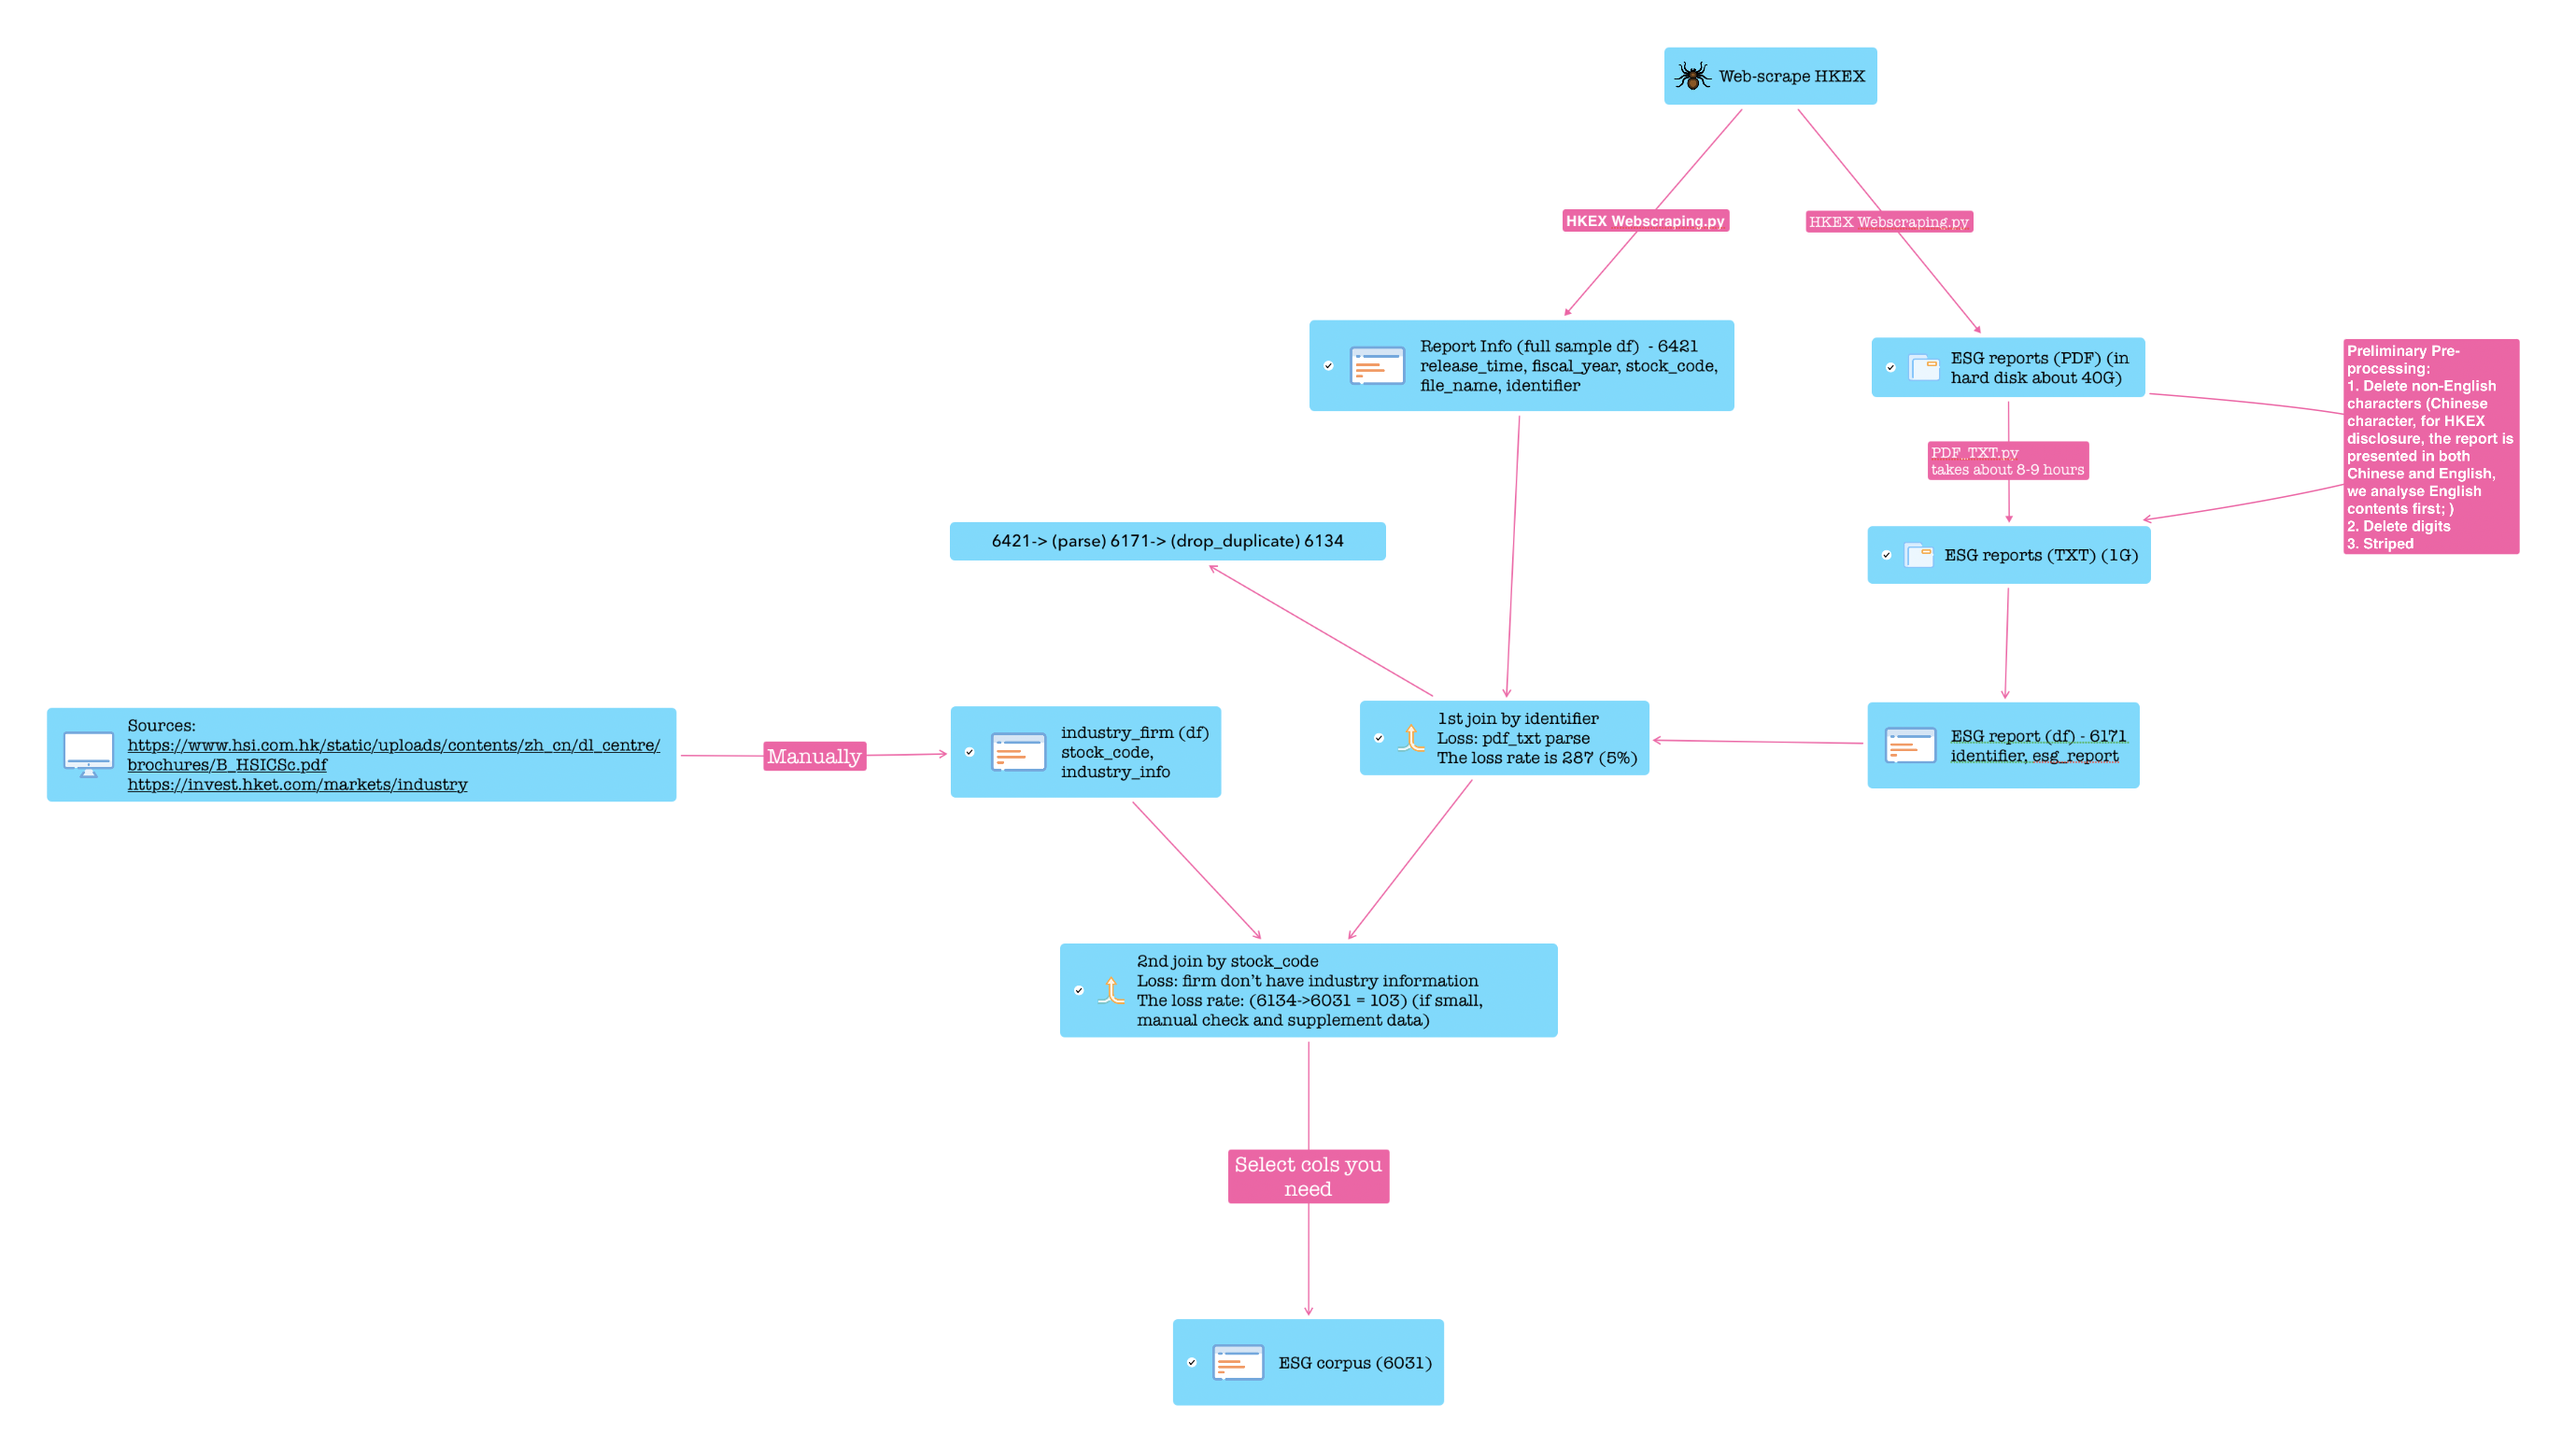 Web-scrape HKEX
HKEX Webscraping.py
HKEX Webscraping.py
Report Info (full sample df)  - 6421
release_time, fiscal_year, stock_code,
file_name, identifier
ESG reports (PDF) (in
hard disk about 40G)
Preliminary Pre-
processing:
1. Delete non-English
characters (Chinese
character, for HKEX
disclosure, the report is
presented in both
Chinese and English,
we analyse English
contents first; )
2. Delete digits
3. Striped
PDF_TXT.py
takes about 8-9 hours
6421-> (parse) 6171-> (drop_duplicate) 6134
ESG reports (TXT) (1G)
Sources:
https://www.hsi.com.hk/static/uploads/contents/zh_cn/dl_centre/
brochures/B_HSICSc.pdf
https://invest.hket.com/markets/industry
Manually
industry_firm (df)
stock_code,
industry_info
1st join by identifier
Loss: pdf_txt parse
The loss rate is 287 (5%)
ESG report (df) - 6171
identifier, esg_report
2nd join by stock_code
Loss: firm don’t have industry information
The loss rate: (6134->6031 = 103) (if small,
manual check and supplement data)
Select cols you
need
ESG corpus (6031)